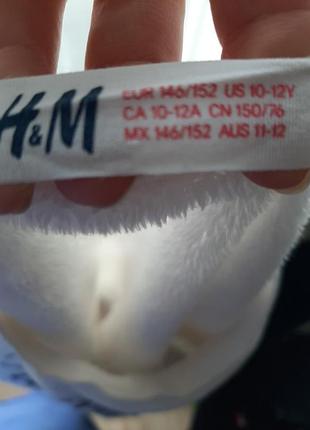 H&M
EUR 146/152 US 10-12Y
CA 10-12A CN 150/76
MX 146/152 AUS 11-12